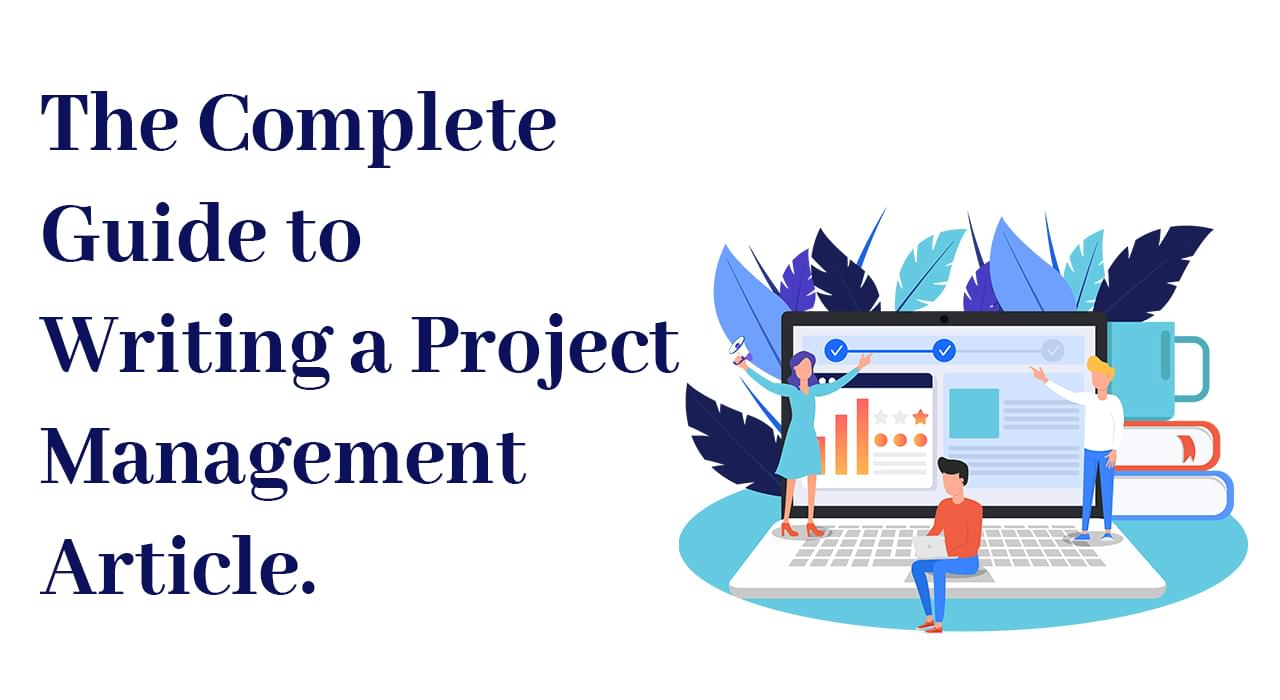 The Complete
Guide to
Writing a Project
Management
Article.